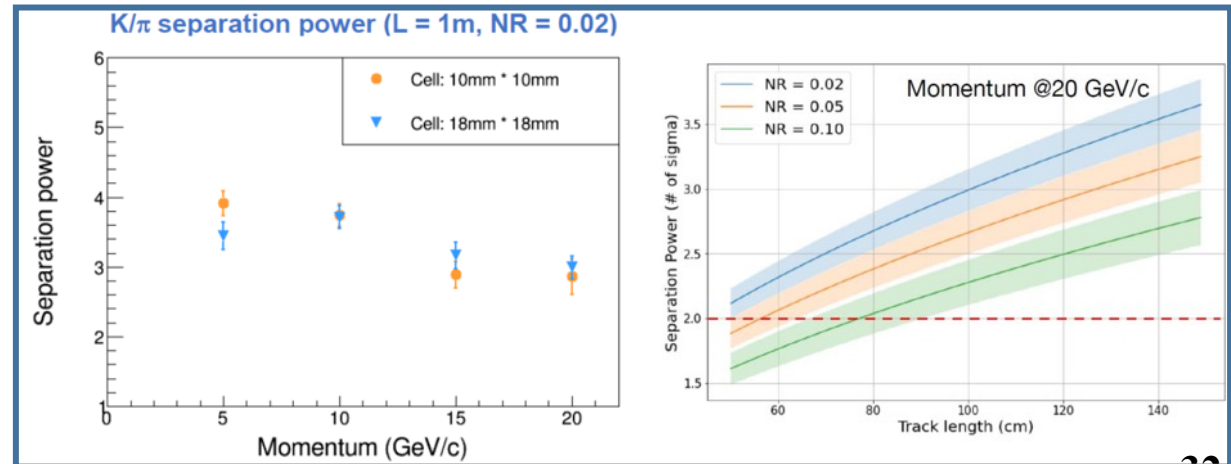 K/π separation power (L = 1m, NR = 0.02)
6
5
4
3
2
1
0
5
10
15
20
Separation power
Momentum (GeV/c)
Cell: 10mm * 10mm
Cell: 18mm * 18mm
NR = 0.02
NR = 0.05
NR = 0.10
Momentum @20 GeV/c
3.5
3.0
2.5
2.0
1.5
60
80
100
120
140
Separation Power (# of sigma)
Track length (cm)